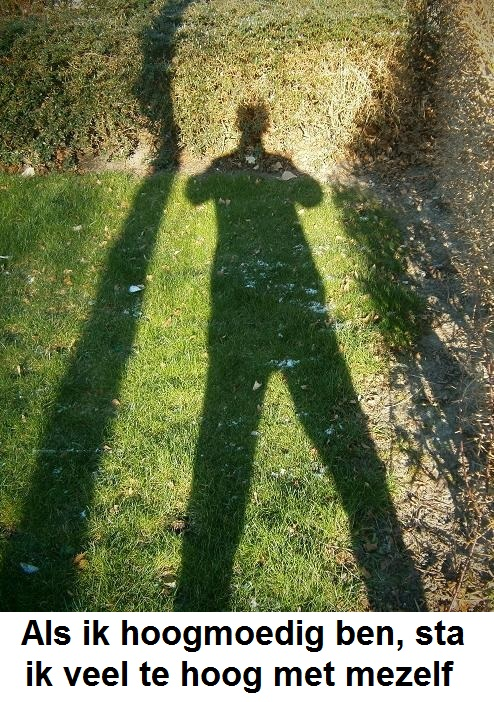 Als ik hoogmoedig ben, sta
ik veel te hoog met mezelf